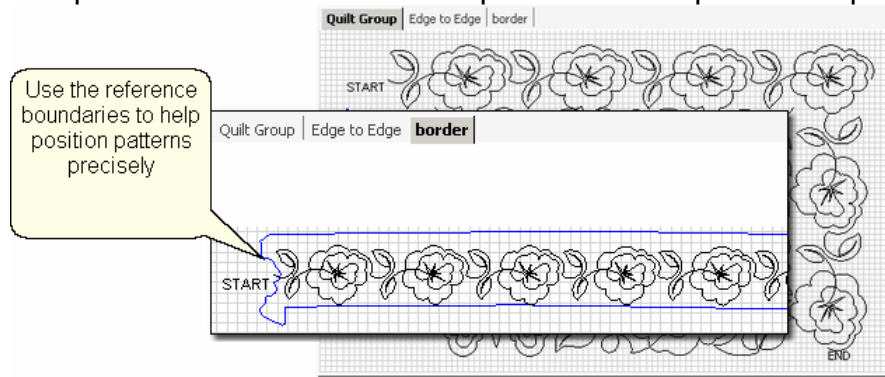 Quilt Group Edge to Edge border
START
Use the reference
boundaries to help
position patterns
precisely
Quilt Group Edge to Edge border
START
END